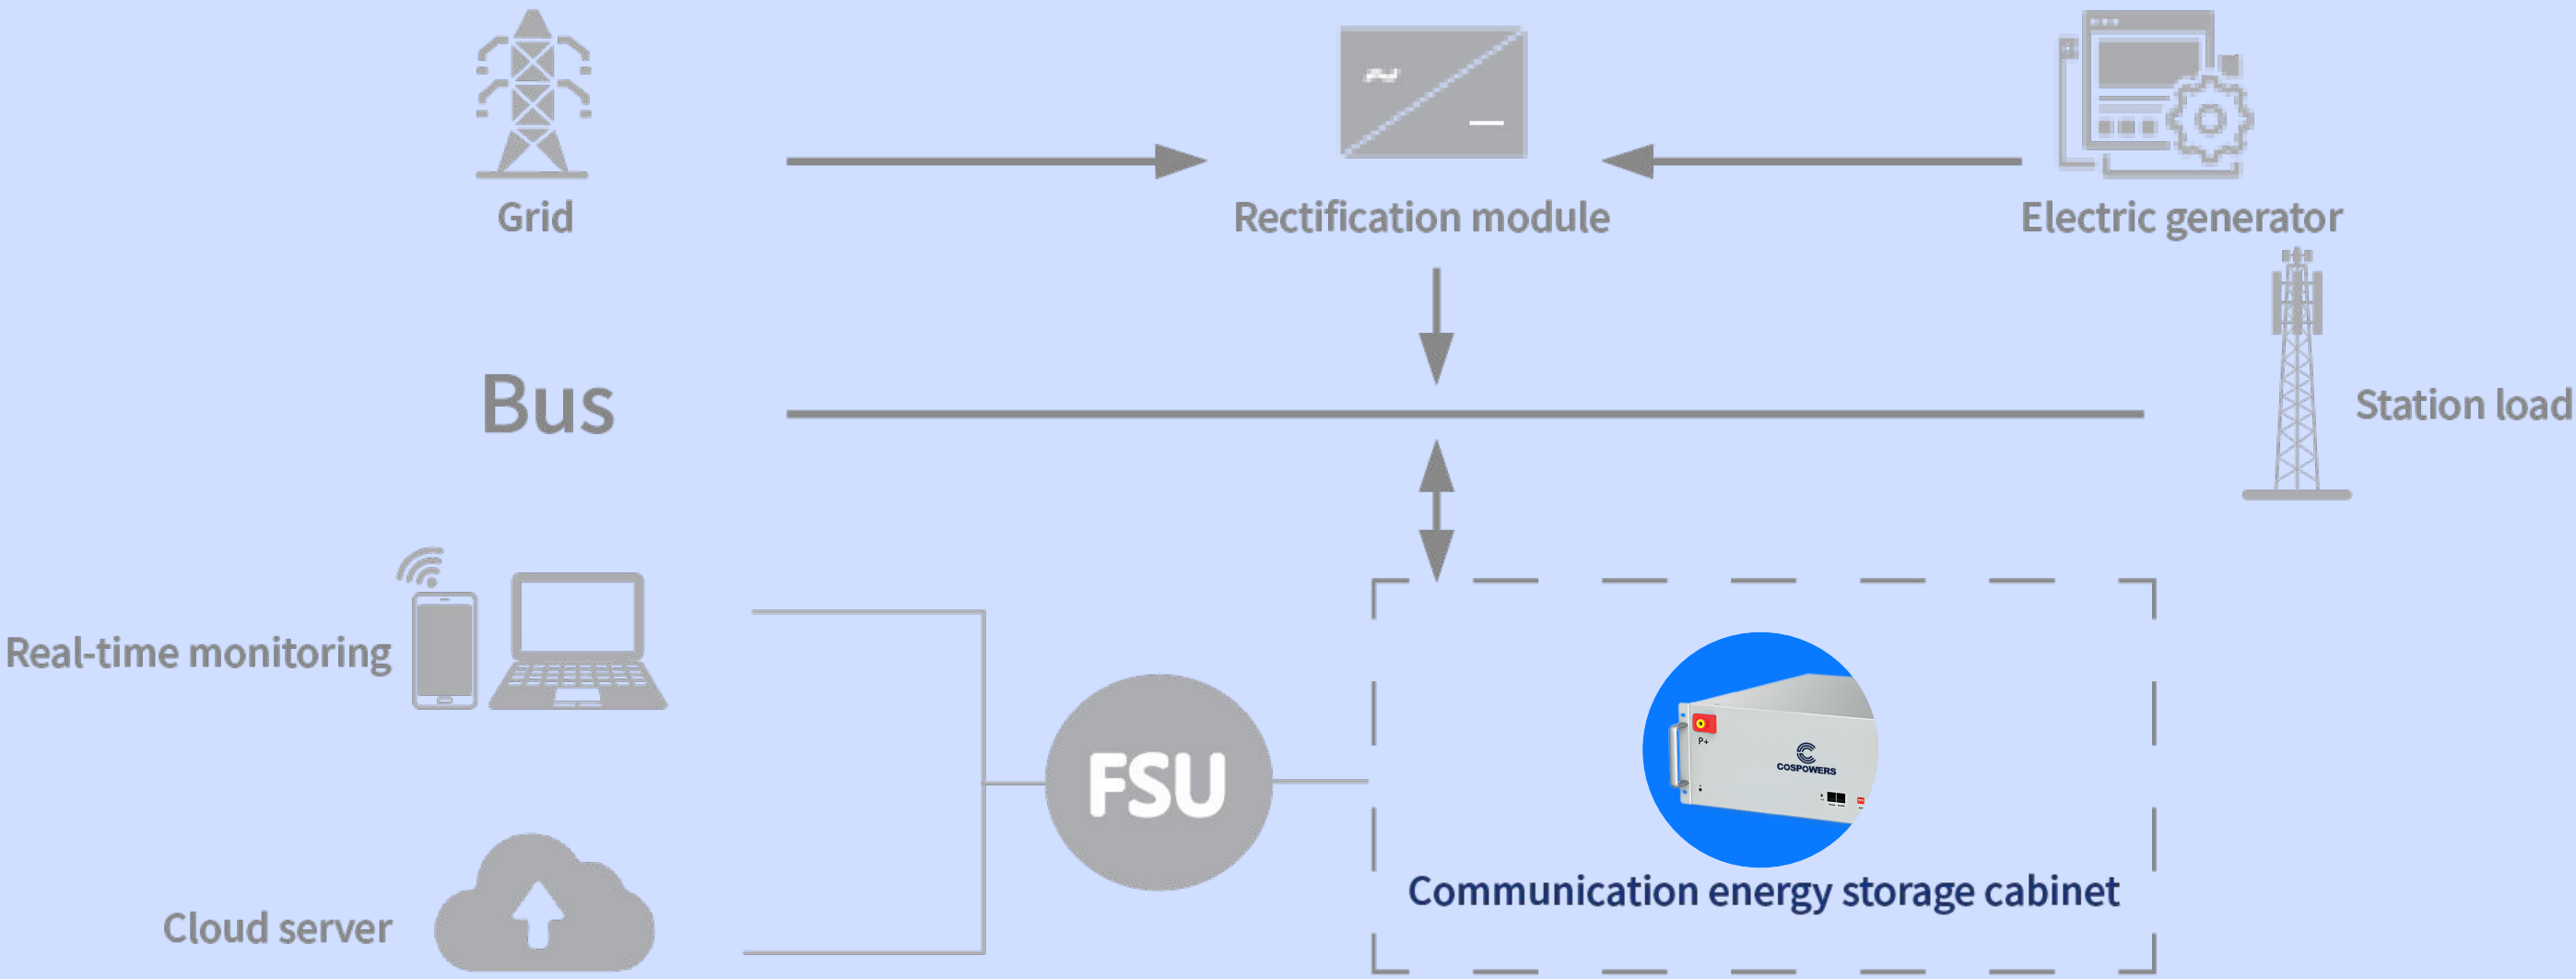 Grid
Rectification module
Electric generator
Bus
Station load
Real-time monitoring
FSU
P+
COSPOWERS
Communication energy storage cabinet
Cloud server